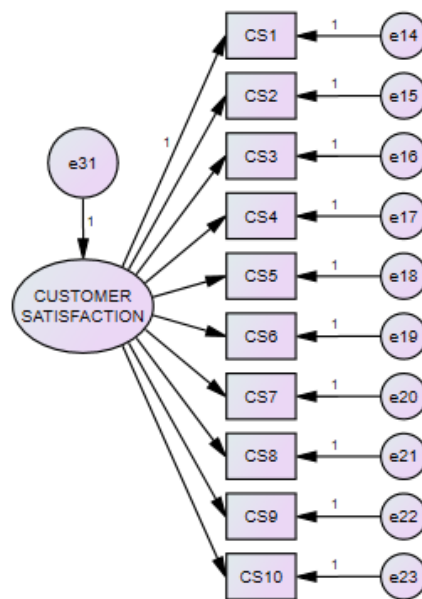 CS1
1
e14
CS2
1
e15
1
CS3
1
e16
e31
CS4
1
e17
1
CS5
1
e18
CUSTOMER
SATISFACTION
CS6
1
e19
CS7
1
e20
CS8
1
e21
CS9
1
e22
CS10
1
e23